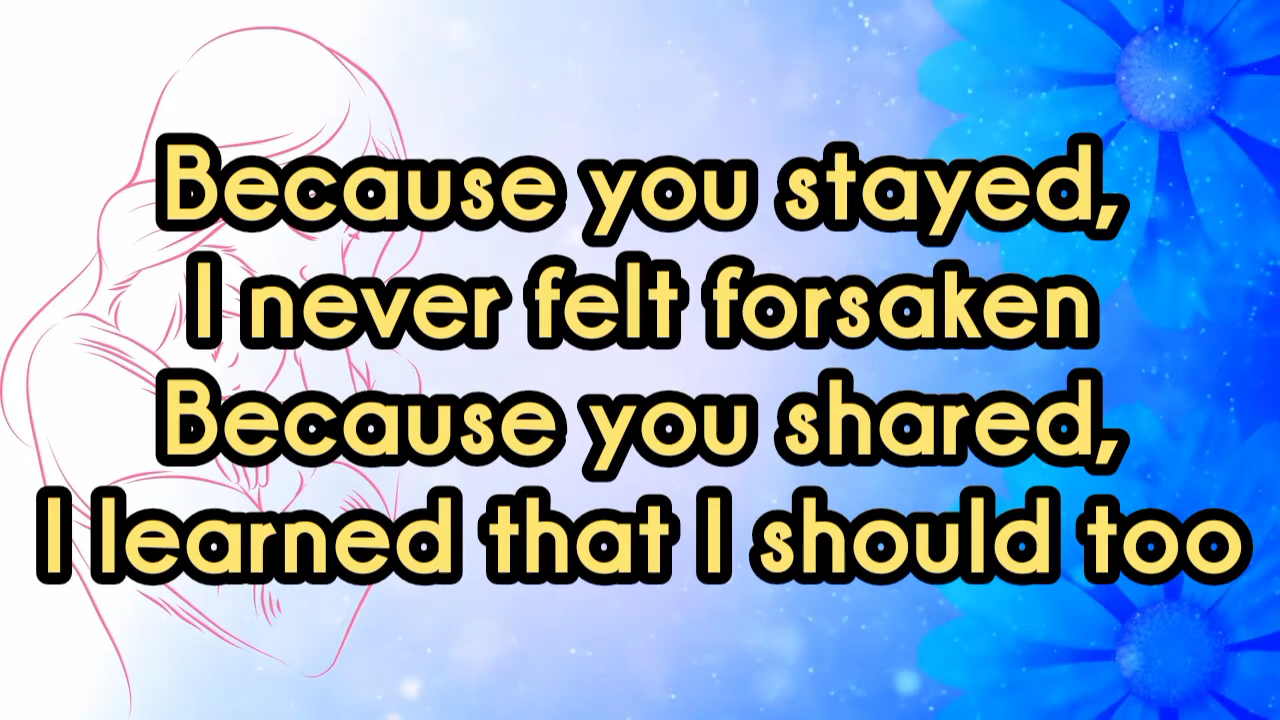 Because you stayed,
I never felt forsaken
Because you shared,
I learned that I should too